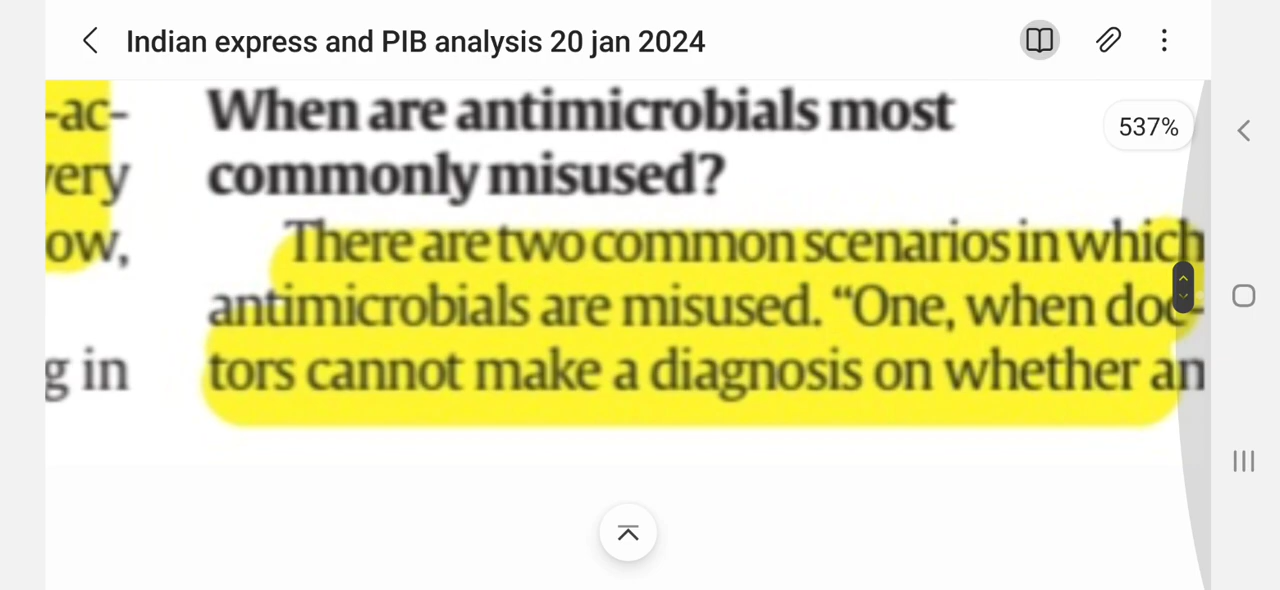 Indian express and PIB analysis 20 jan 2024
537%
-ac-
very
ow,
g in
When are antimicrobials most
commonly misused?
There are two common scenarios in which
antimicrobials are misused. “One, when doc-
tors cannot make a diagnosis on whether an